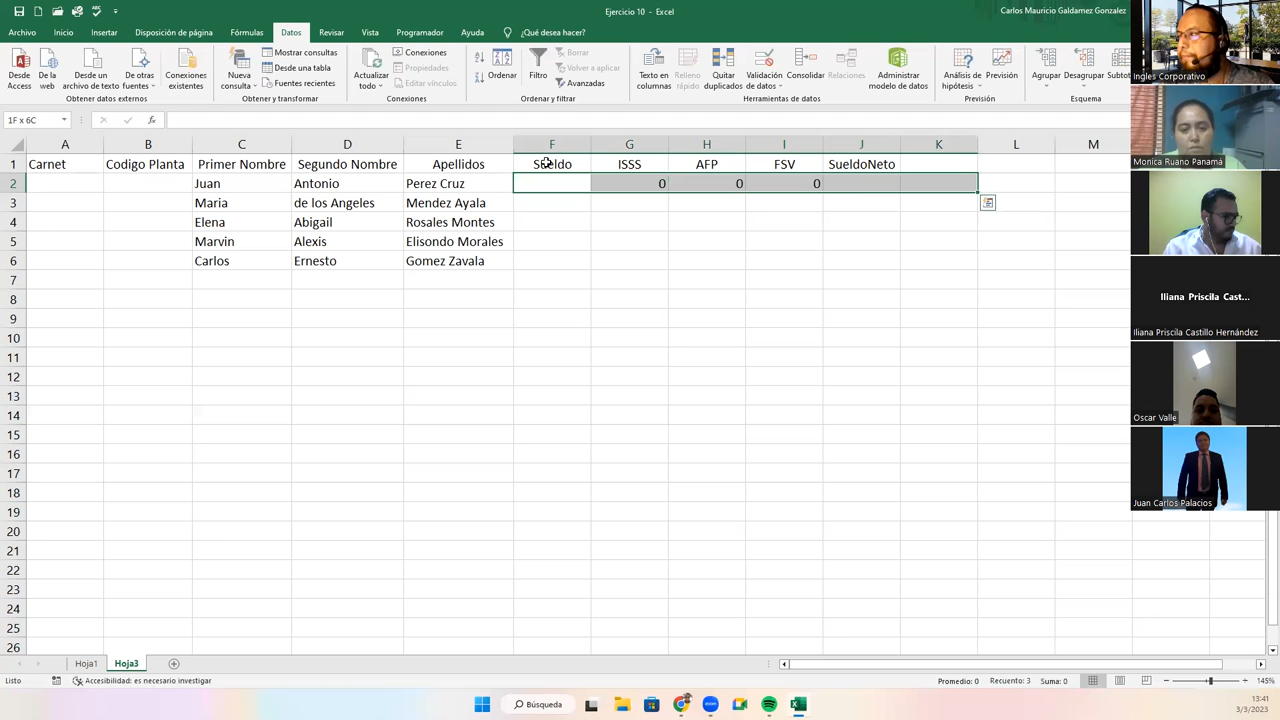 Ejercicio 10 - Excel
Carlos Mauricio Galdamez Gonzalez
Archivo Inicio Insertar Disposición de página Fórmulas Datos Revisar Vista Programador Ayuda ¿Qué desea hacer?
Desde Access
De la web
Desde un archivo de texto
De otras fuentes
Conexiones existentes
Obtener datos externos
Nueva consulta
Mostrar consultas
Desde una tabla
Fuentes recientes
Obtener y transformar
Actualizar todo
Conexiones
Propiedades
Editar
Conexiones
Ordenar
Filtro
Borrar
Volver a aplicar
Avanzadas
Ordenar y filtrar
Texto en columnas
Relleno rápido
Quitar duplicados
Validación de datos
Consolidar
Relaciones
Administrar modelo de datos
Herramientas de datos
Análisis de hipótesis
Previsión
Previsión
Agrupar
Desagrupar
Subtot
Esquema
1F x 6C
fx
A B C D E F G H I J K L M
Carnet Codigo Planta Primer Nombre Segundo Nombre Apellidos Sueldo ISSS AFP FSV SueldoNeto
2 Juan Antonio Perez Cruz 0 0 0
3 Maria de los Angeles Mendez Ayala
4 Elena Abigail Rosales Montes
5 Marvin Alexis Elisondo Morales
6 Carlos Ernesto Gomez Zavala
7
8
9
10
11
12
13
14
15
16
17
18
19
20
21
22
23
24
25
26
Ingles Corporativo
Monica Ruano Panamá
Iliana Priscila Cast...
Iliana Priscila Castillo Hernández
Oscar Valle
Juan Carlos Palacios
Hoja1 Hoja3
Listo Accesibilidad: es necesario investigar Promedio: 0 Recuento: 3 Suma: 0 145%
Búsqueda
13:41
3/3/2023